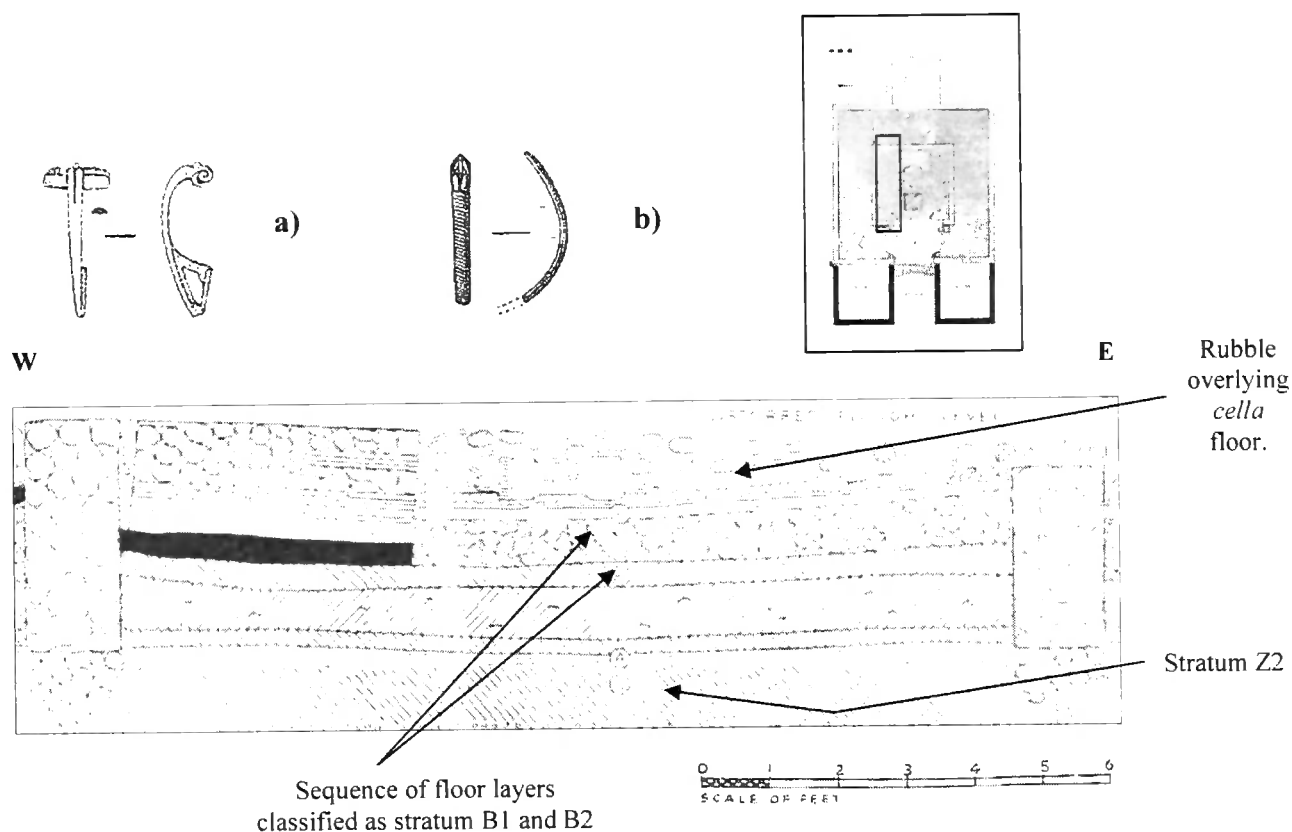 a)
b)
W
E
Rubble
overlying
cella
floor.
Stratum Z2
Sequence of floor layers
classified as stratum B1 and B2
0 1 2 3 4 5 6
SCALE OF FEET